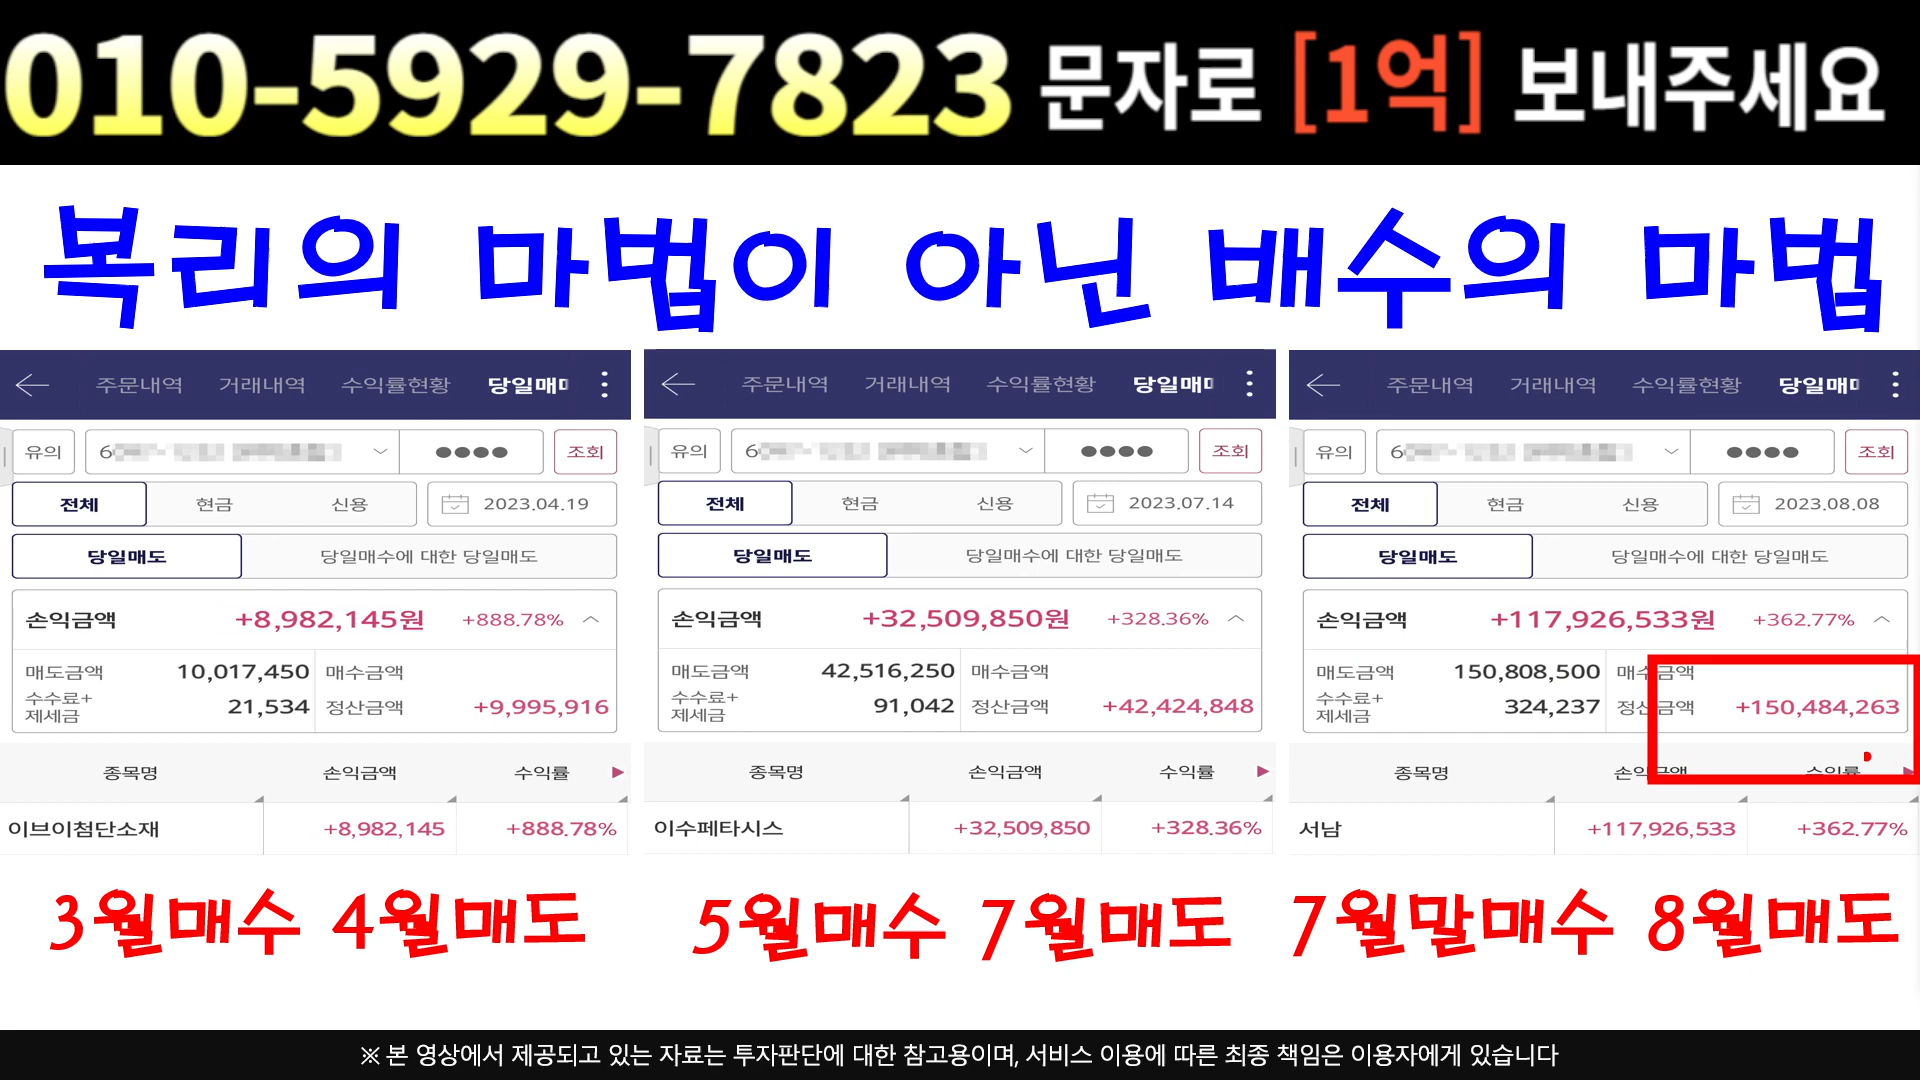 010-5929-7823 문자로 [1억] 보내주세요
복리의 마법이 아닌 배수의 마법
주문내역 거래내역 수익률현황 당일매
유의 6 ●●●● 조회
전체 현금 신용 2023.04.19
당일매도 당일매수에 대한 당일매도
손익금액 +8,982,145원 +888.78%
매도금액 10,017,450 매수금액
수수료+
제세금 21,534 정산금액 +9,995,916
종목명 손익금액 수익률
이브이첨단소재 +8,982,145 +888.78%
3월매수 4월매도
주문내역 거래내역 수익률현황 당일매
유의 6 ●●●● 조회
전체 현금 신용 2023.07.14
당일매도 당일매수에 대한 당일매도
손익금액 +32,509,850원 +328.36%
매도금액 42,516,250 매수금액
수수료+
제세금 91,042 정산금액 +42,424,848
종목명 손익금액 수익률
이수페타시스 +32,509,850 +328.36%
5월매수 7월매도
주문내역 거래내역 수익률현황 당일매
유의 6 ●●●● 조회
전체 현금 신용 2023.08.08
당일매도 당일매수에 대한 당일매도
손익금액 +117,926,533원 +362.77%
매도금액 150,808,500 매수금액
수수료+
제세금 324,237 정산금액 +150,484,263
종목명 손익금액 수익률
서남 +117,926,533 +362.77%
7월말매수 8월매도
※ 본 영상에서 제공되고 있는 자료는 투자판단에 대한 참고용이며, 서비스 이용에 따른 최종 책임은 이용자에게 있습니다